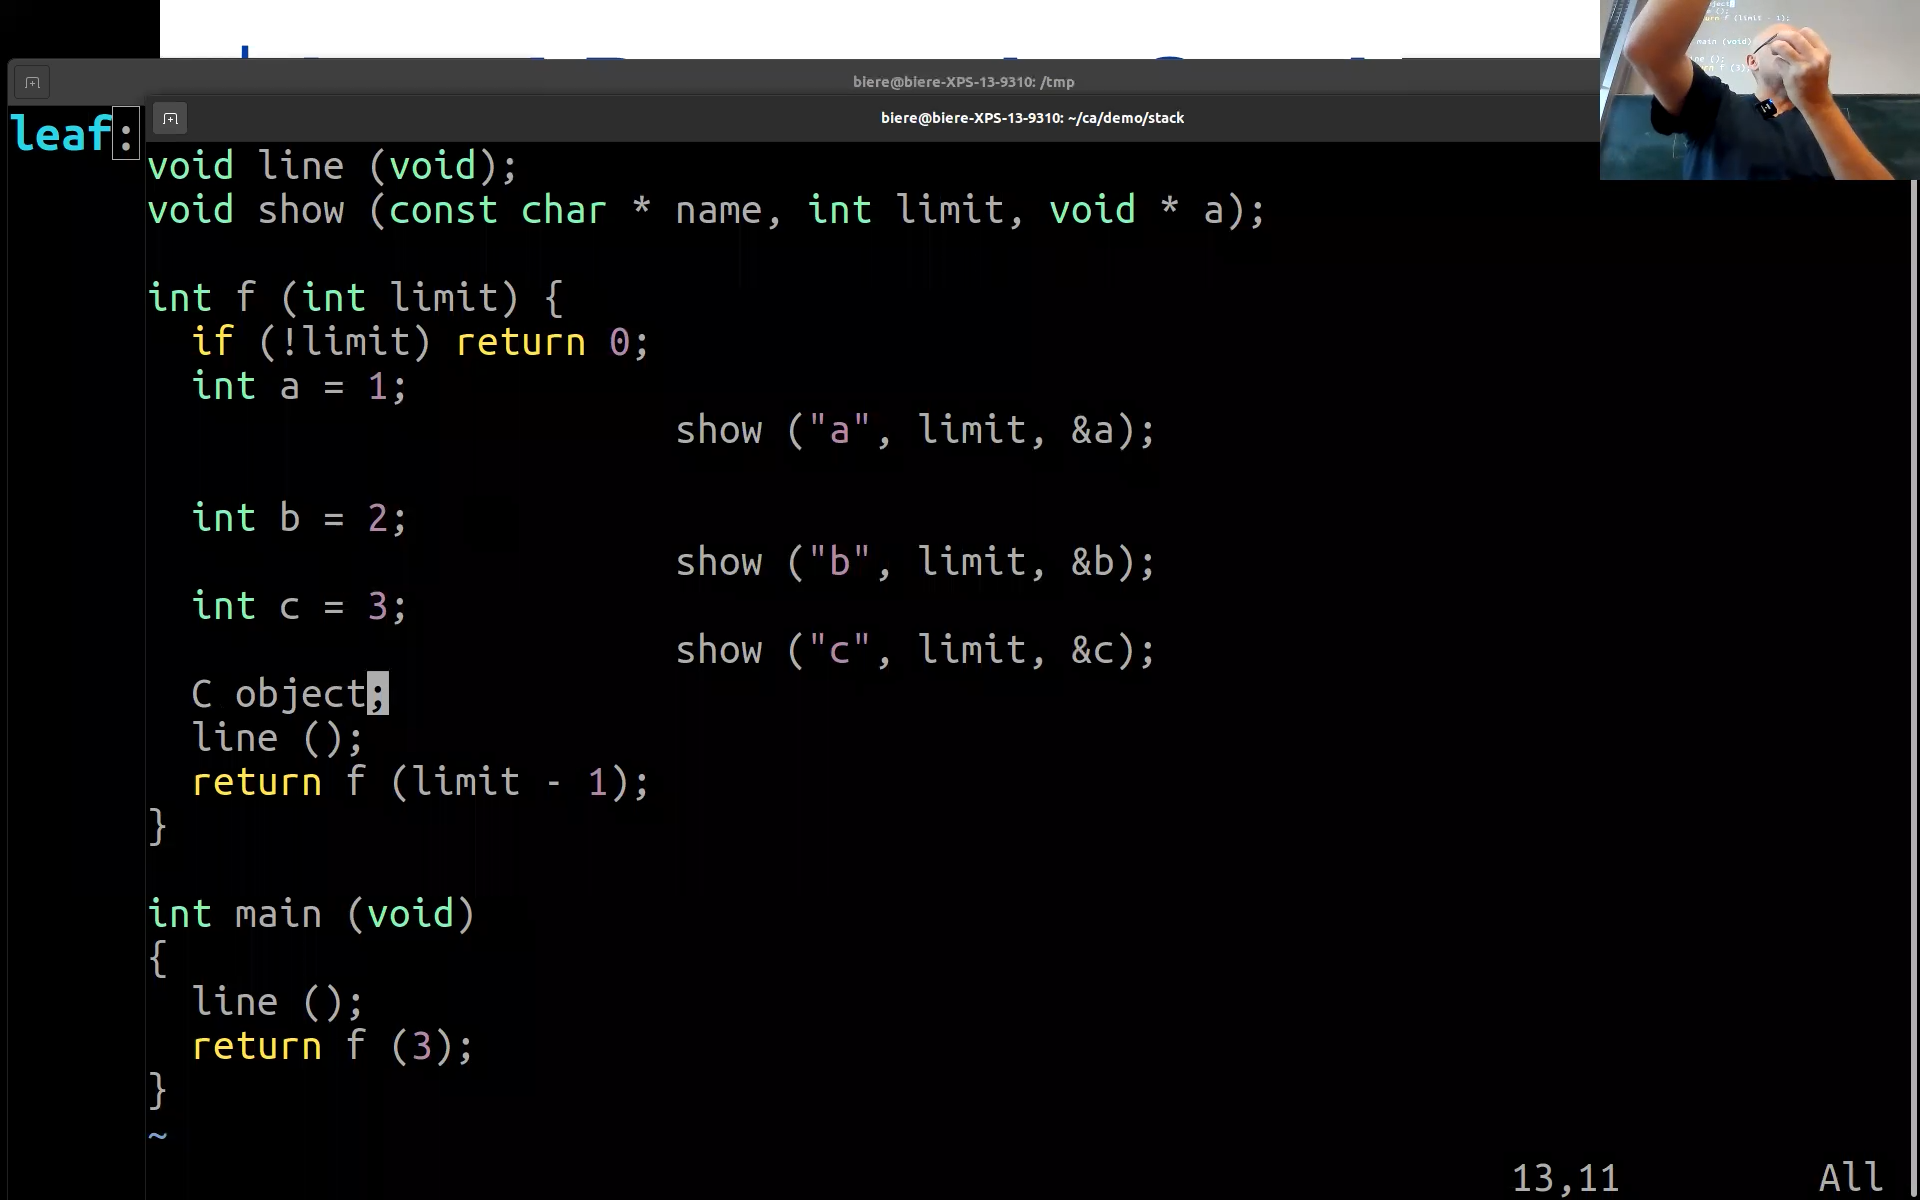 biere@biere-XPS-13-9310: /tmp
leaf:
biere@biere-XPS-13-9310: ~/ca/demo/stack
void line (void);
void show (const char * name, int limit, void * a);
int f (int limit) {
if (!limit) return 0;
int a = 1;
show ("a", limit, &a);
int b = 2;
show ("b", limit, &b);
int c = 3;
show ("c", limit, &c);
C object;
line ();
return f (limit - 1);
}
int main (void)
{
line ();
return f (3);
}
~
13,11 All